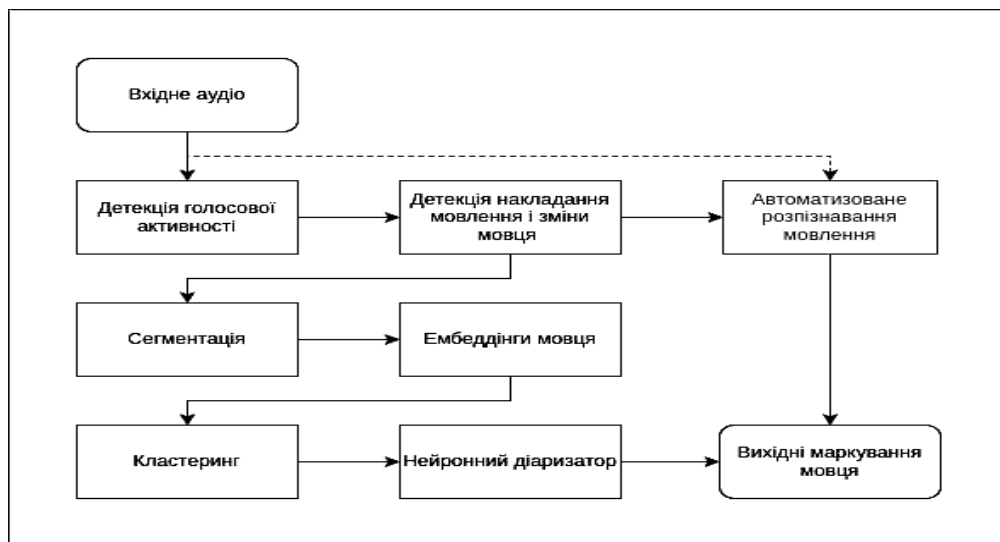 Вхідне аудіо
Детекція голосової
активності
Детекція накладання
мовлення і зміни
мовця
Автоматизоване
розпізнавання
мовлення
Сегментація
Ембеддінги мовця
Кластеринг
Нейронний діаризатор
Вихідні маркування
мовця